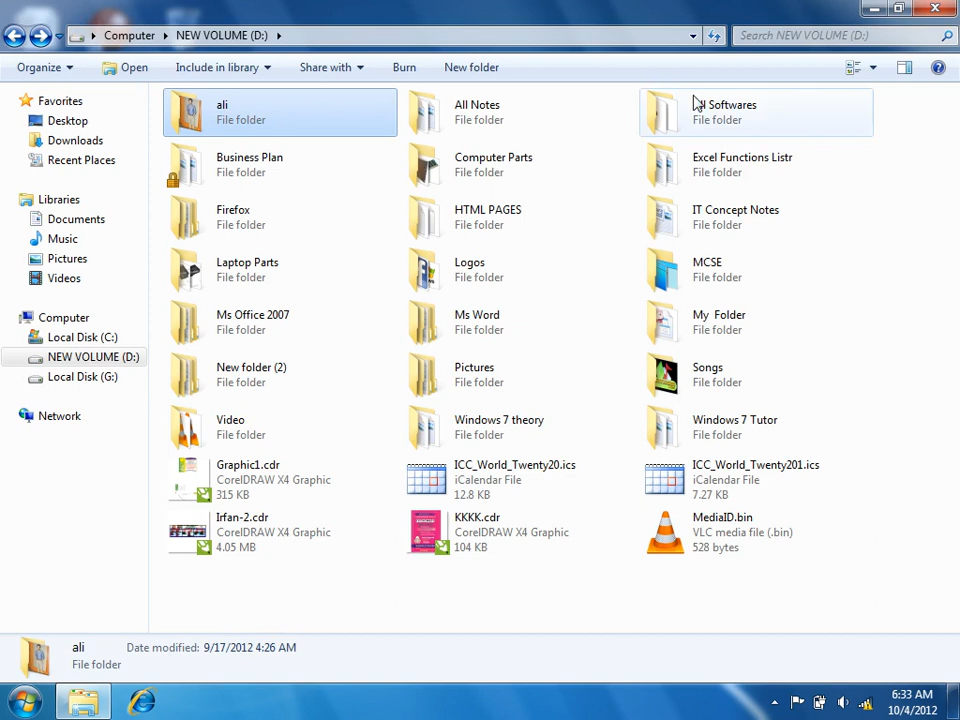 Computer NEW VOLUME (D:) Search NEW VOLUME (D:)
Organize Open Include in library Share with Burn New folder
Favorites
Desktop
Downloads
Recent Places
Libraries
Documents
Music
Pictures
Videos
Computer
Local Disk (C:)
NEW VOLUME (D:)
Local Disk (G:)
Network
ali
File folder
All Notes
File folder
Softwares
File folder
Business Plan
File folder
Computer Parts
File folder
Excel Functions Listr
File folder
Firefox
File folder
HTML PAGES
File folder
IT Concept Notes
File folder
Laptop Parts
File folder
Logos
File folder
MCSE
File folder
Ms Office 2007
File folder
Ms Word
File folder
My Folder
File folder
New folder (2)
File folder
Pictures
File folder
Songs
File folder
Video
File folder
Windows 7 theory
File folder
Windows 7 Tutor
File folder
Graphic1.cdr
CorelDRAW X4 Graphic
315 KB
ICC_World_Twenty20.ics
iCalendar File
12.8 KB
ICC_World_Twenty201.ics
iCalendar File
7.27 KB
Irfan-2.cdr
CorelDRAW X4 Graphic
4.05 MB
KKKK.cdr
CorelDRAW X4 Graphic
104 KB
MediaID.bin
VLC media file (.bin)
528 bytes
ali Date modified: 9/17/2012 4:26 AM
File folder
6:33 AM
10/4/2012